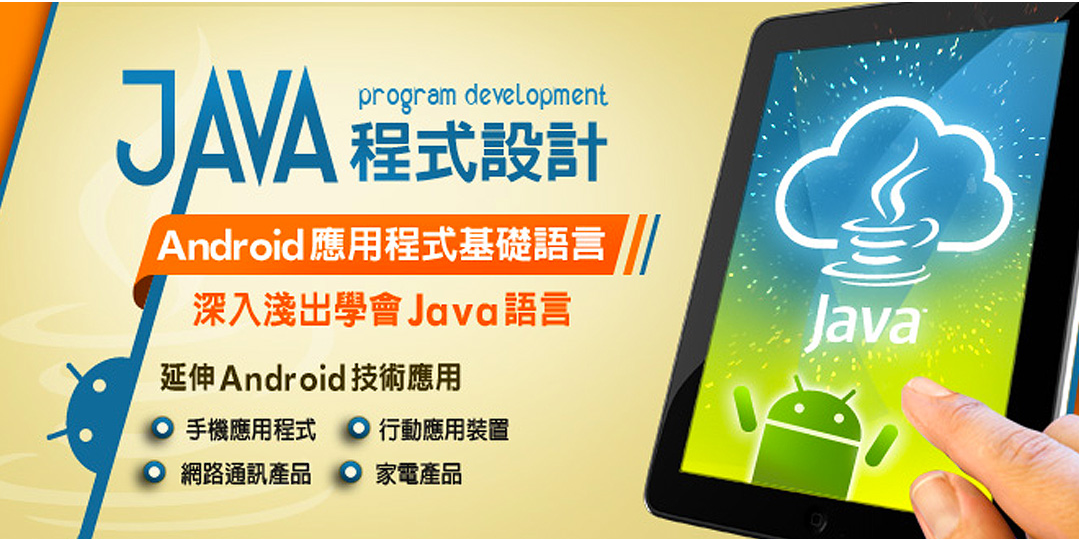 JAVA program development
程式設計
Android應用程式基礎語言
深入淺出學會Java語言
延伸Android技術應用
手機應用程式 行動應用裝置
網路通訊產品 家電產品
Java